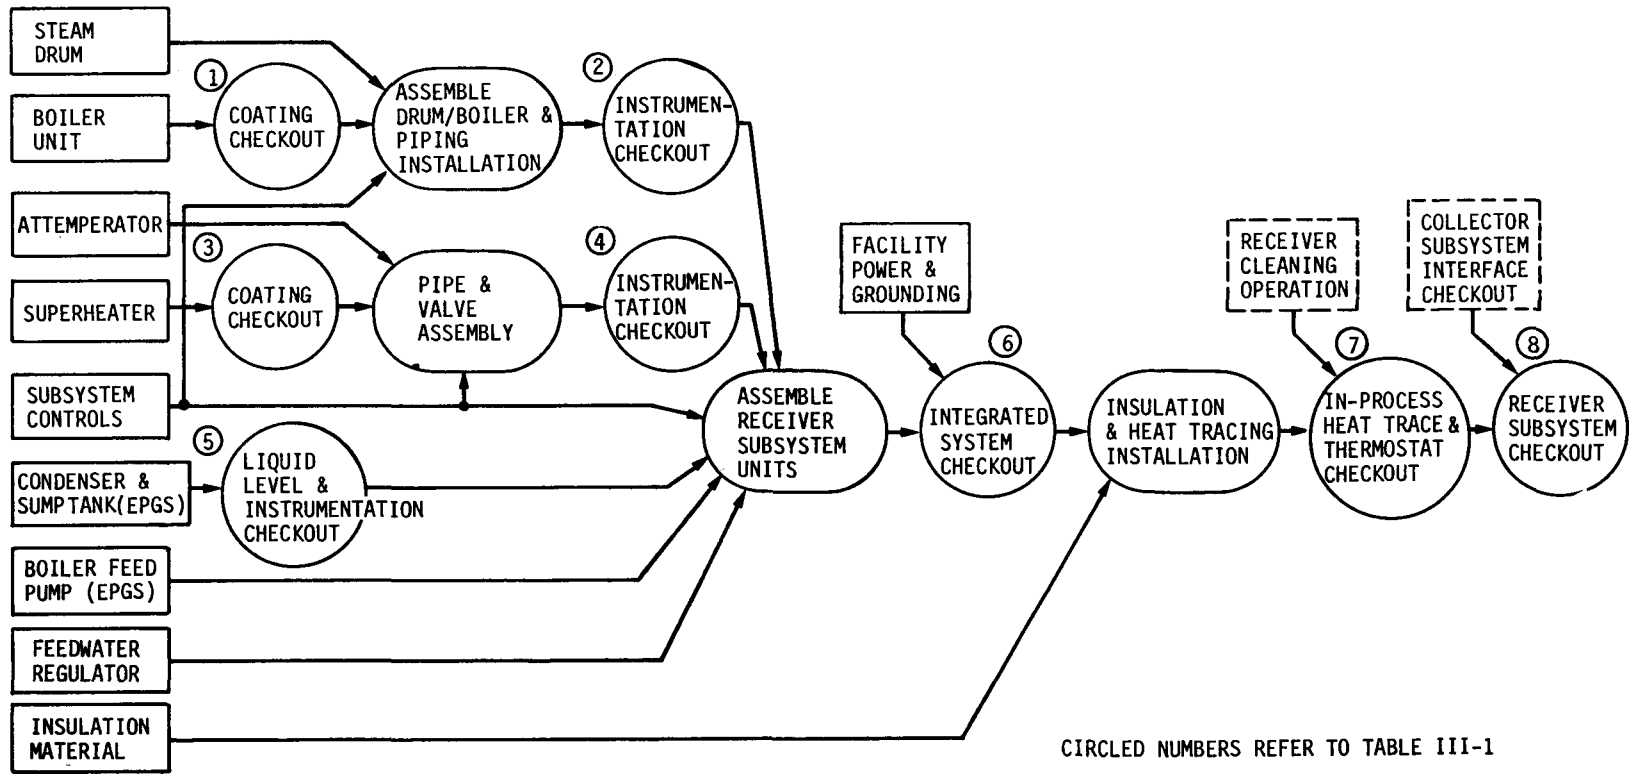 STEAM
DRUM
BOILER
UNIT
ATTEMPERATOR
SUPERHEATER
SUBSYSTEM
CONTROLS
CONDENSER &
SUMP TANK(EPGS)
BOILER FEED
PUMP (EPGS)
FEEDWATER
REGULATOR
INSULATION
MATERIAL
1
COATING
CHECKOUT
3
COATING
CHECKOUT
5
LIQUID
LEVEL &
INSTRUMENTATION
CHECKOUT
ASSEMBLE
DRUM/BOILER &
PIPING
INSTALLATION
PIPE &
VALVE
ASSEMBLY
2
INSTRUMEN-
TATION
CHECKOUT
4
INSTRUMEN-
TATION
CHECKOUT
ASSEMBLE
RECEIVER
SUBSYSTEM
UNITS
FACILITY
POWER &
GROUNDING
6
INTEGRATED
SYSTEM
CHECKOUT
INSULATION
& HEAT TRACING
INSTALLATION
RECEIVER
CLEANING
OPERATION
7
IN-PROCESS
HEAT TRACE &
THERMOSTAT
CHECKOUT
COLLECTOR
SUBSYSTEM
INTERFACE
CHECKOUT
8
RECEIVER
SUBSYSTEM
CHECKOUT
CIRCLED NUMBERS REFER TO TABLE III-1